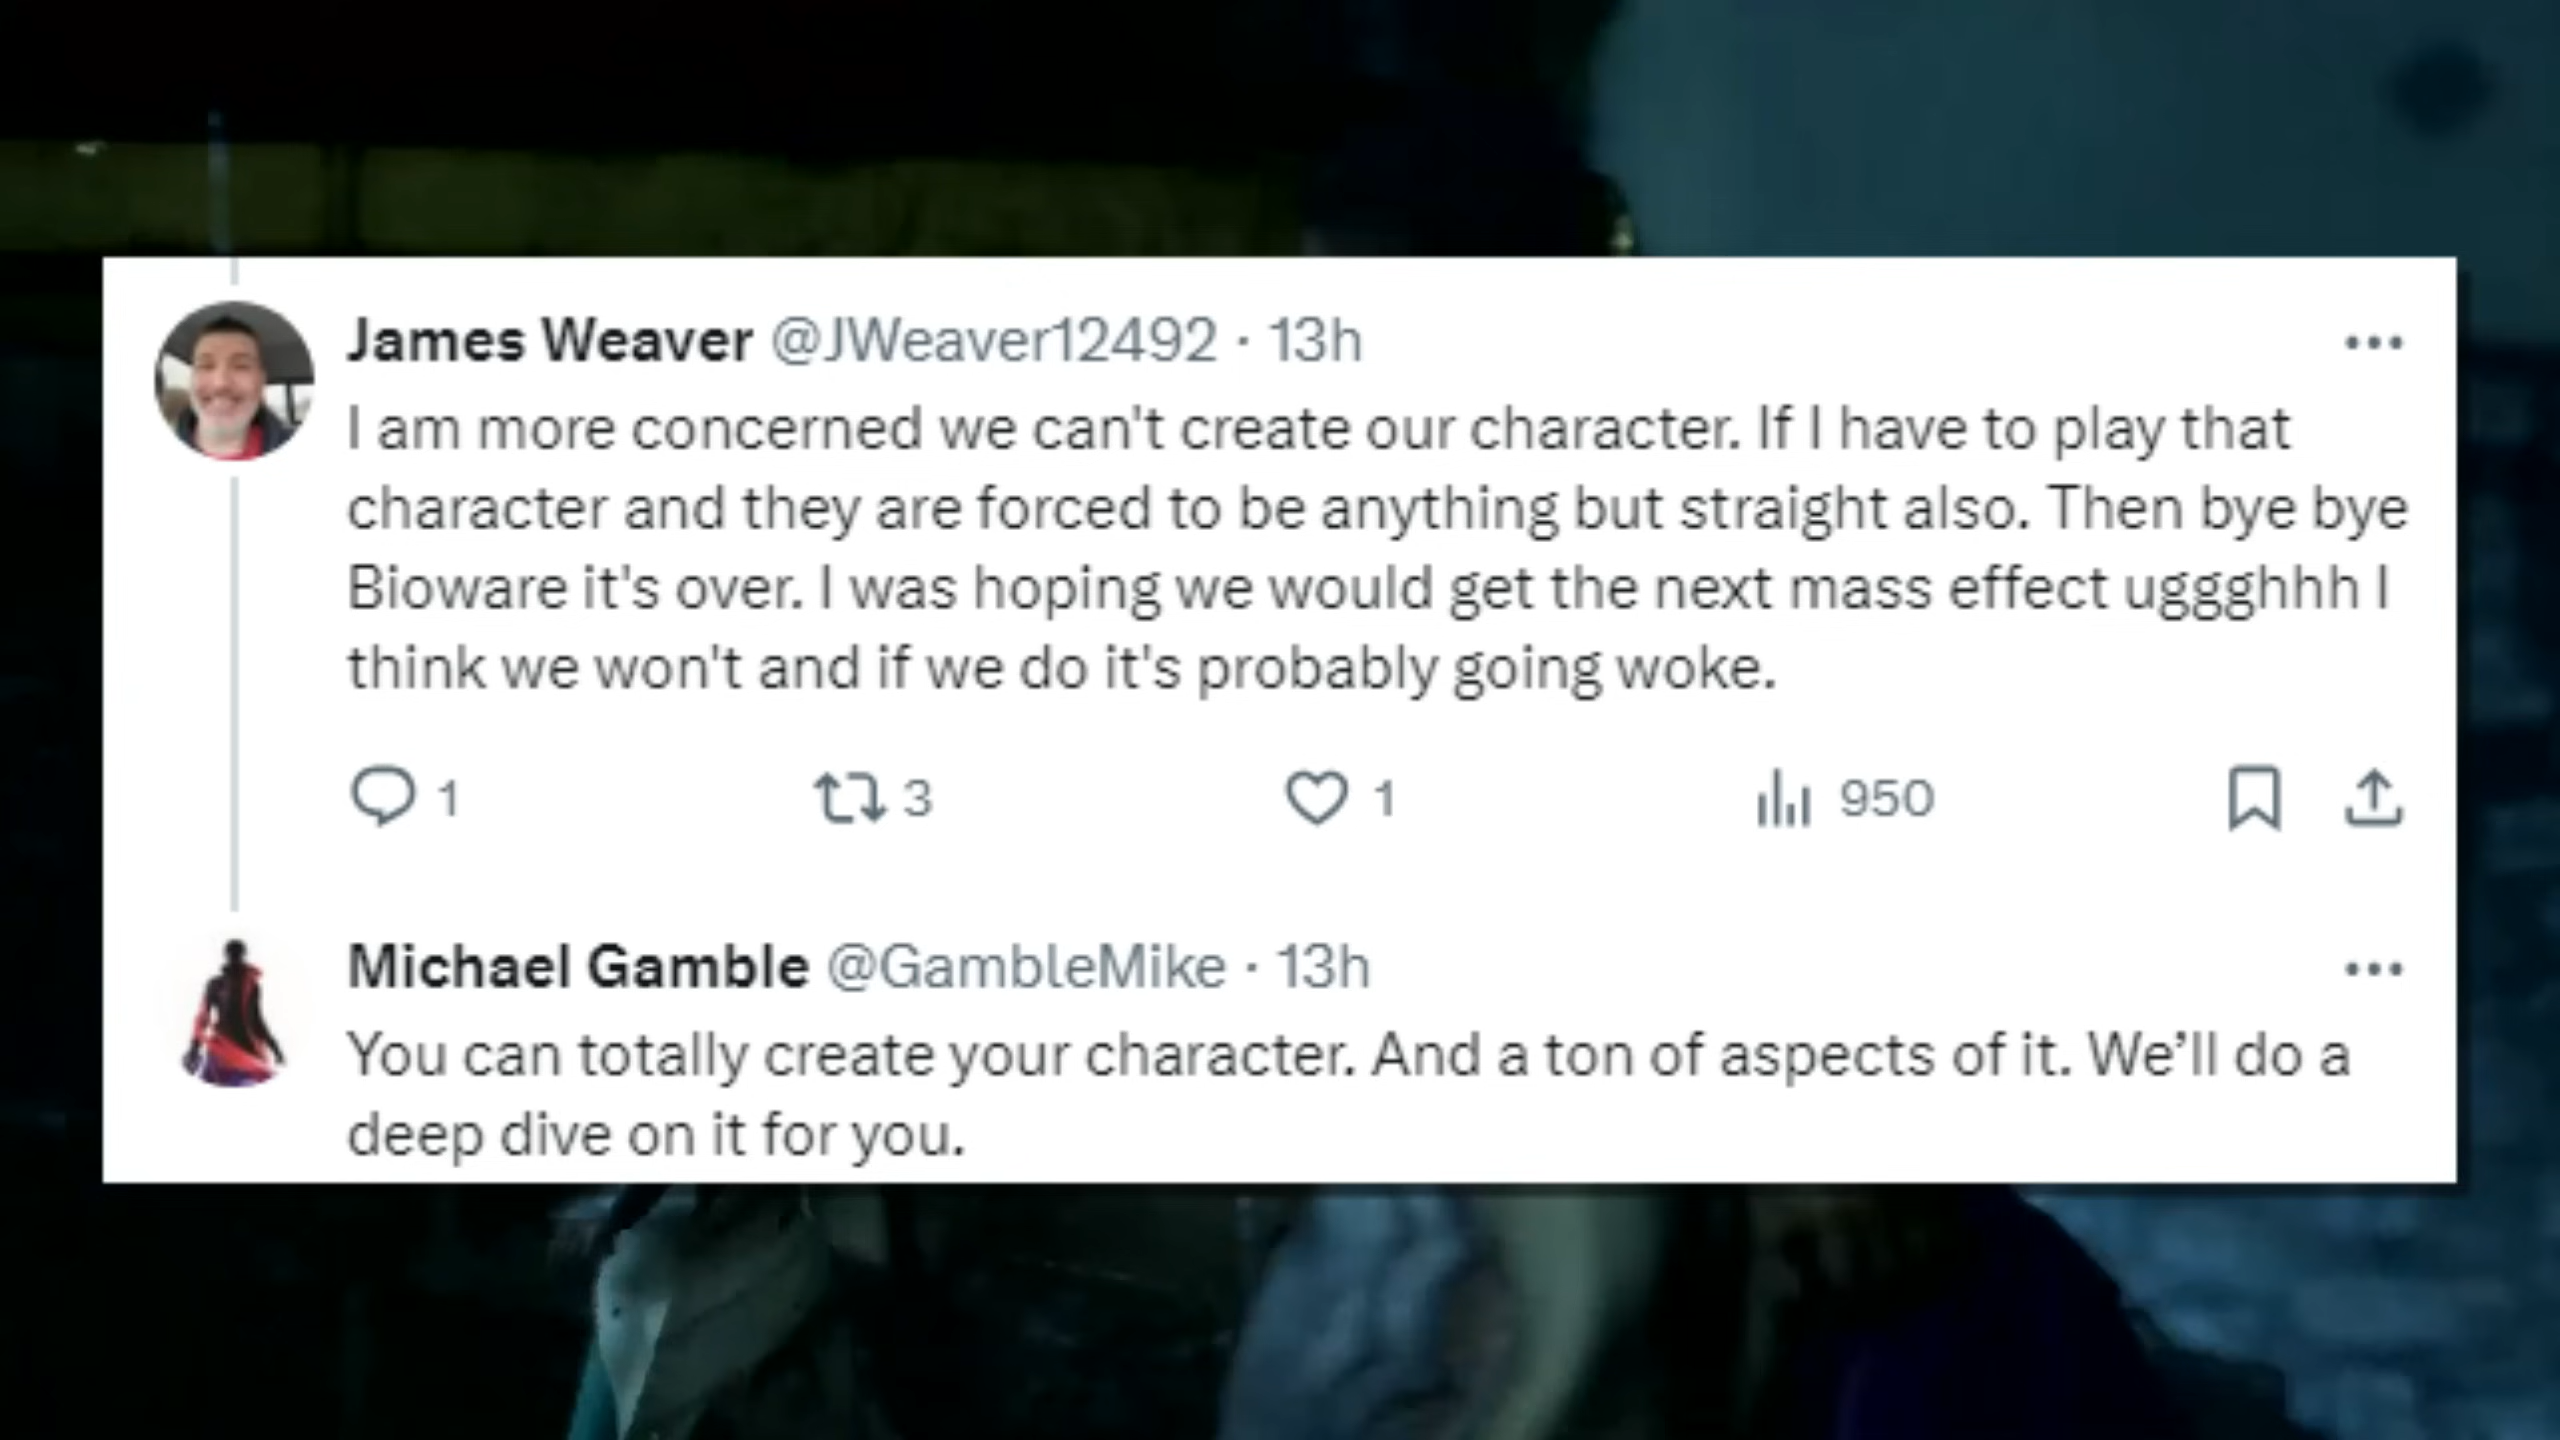 James Weaver @JWeaver12492 · 13h
I am more concerned we can't create our character. If I have to play that
character and they are forced to be anything but straight also. Then bye bye
Bioware it's over. I was hoping we would get the next mass effect uggghhh I
think we won't and if we do it's probably going woke.
1 3 1 950
Michael Gamble @GambleMike · 13h
You can totally create your character. And a ton of aspects of it. We’ll do a
deep dive on it for you.